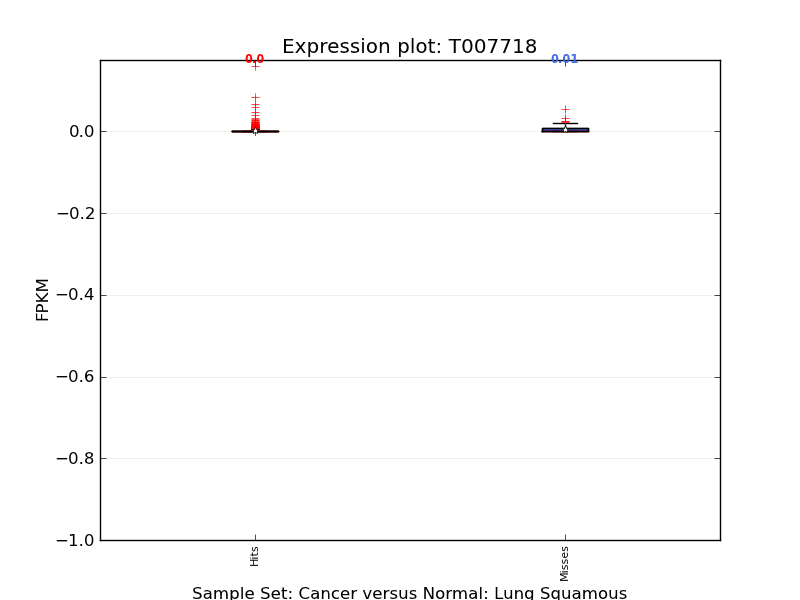 Expression plot: T007718
0.0
0.01
0.0
−0.2
−0.4
−0.6
−0.8
−1.0
FPKM
Hits
Misses
Sample Set: Cancer versus Normal: Lung Squamous